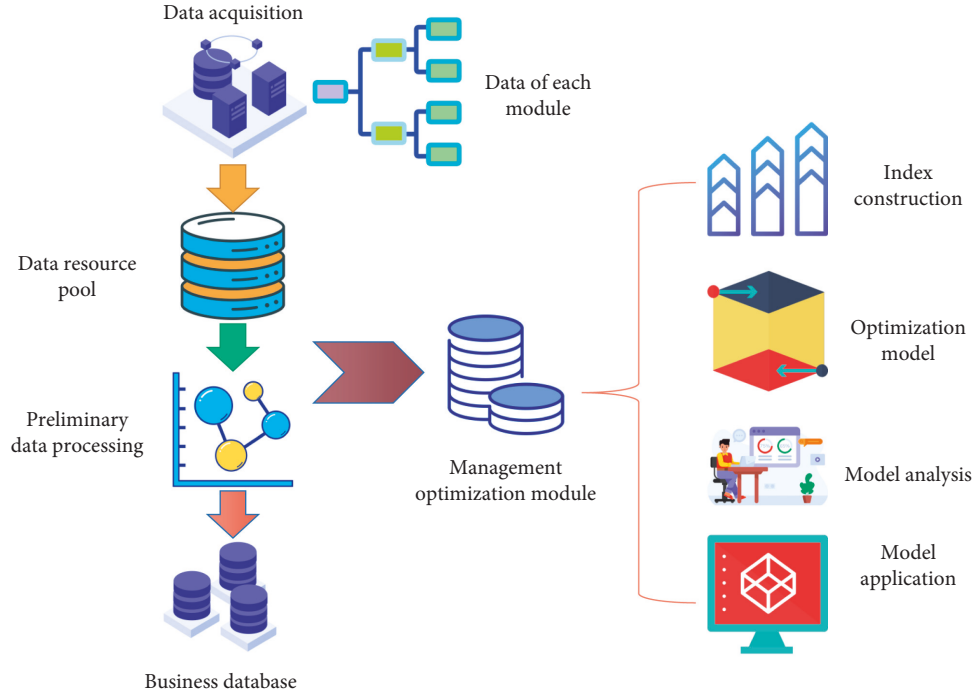 Data acquisition
Data of each
module
Data resource
pool
Preliminary
data processing
Business database
Management
optimization module
Index
construction
Optimization
model
Model analysis
Model
application